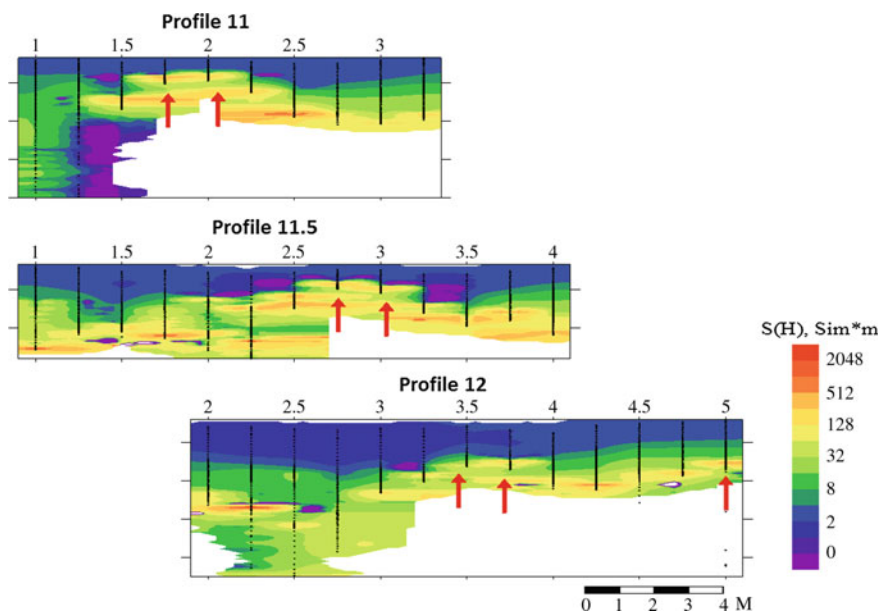 Profile 11
1 1.5 2 2.5 3
Profile 11.5
1 1.5 2 2.5 3 3.5 4
Profile 12
2 2.5 3 3.5 4 4.5 5
S(H), Sim*m
2048
512
128
32
8
2
0
0 1 2 3 4 M